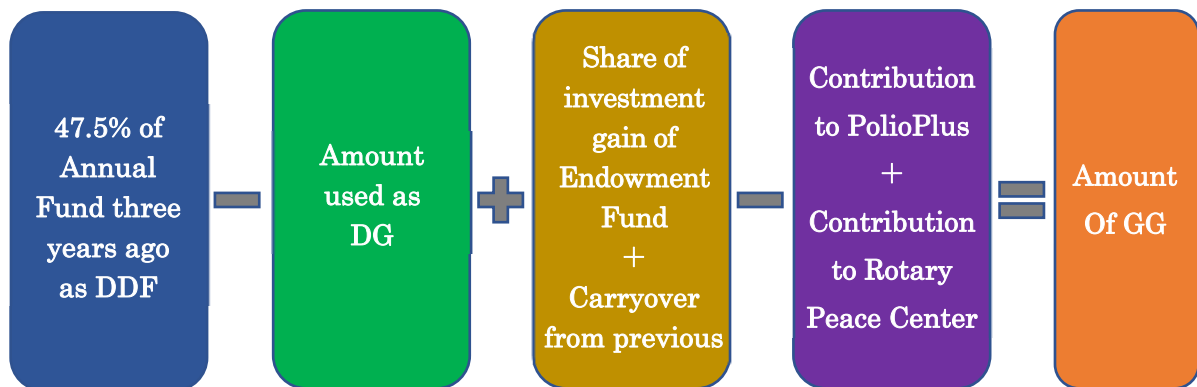 47.5% of
Annual
Fund three
years ago
as DDF
Amount
used as
DG
Share of
investment
gain of
Endowment
Fund
+
Carryover
from previous
Contribution
to PolioPlus
+
Contribution
to Rotary
Peace Center
Amount
Of GG